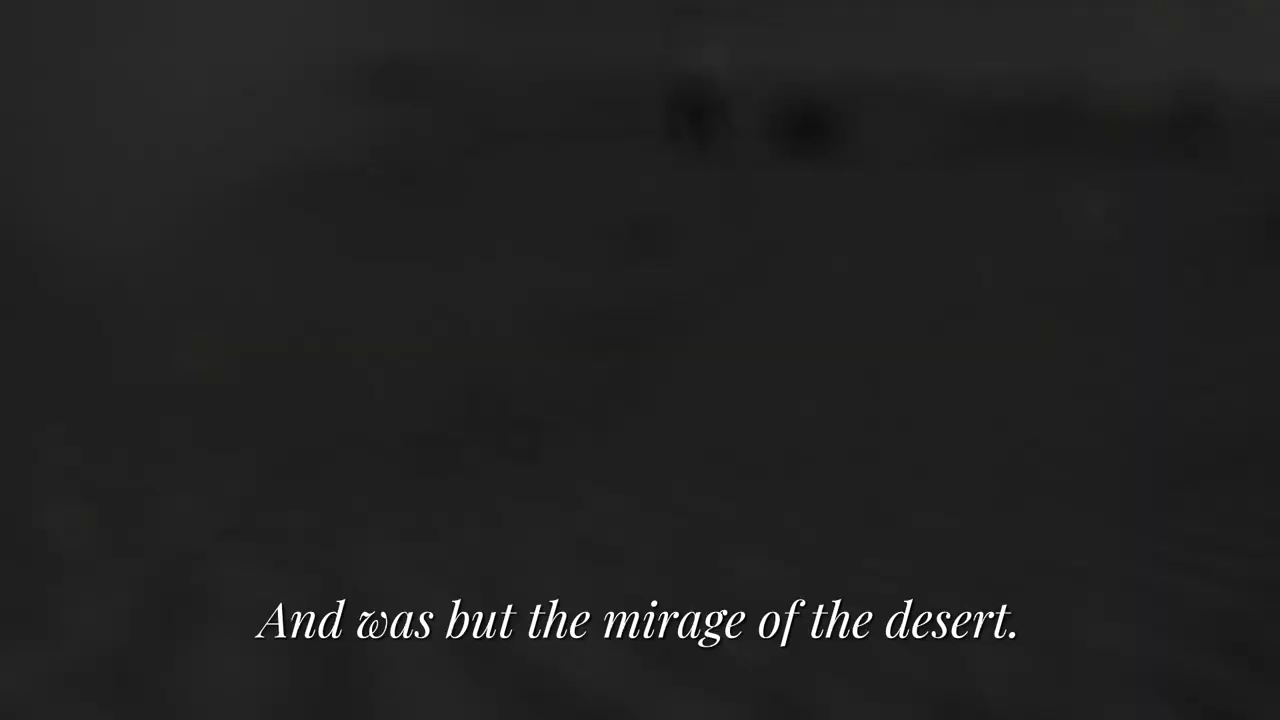 And was but the mirage of the desert.